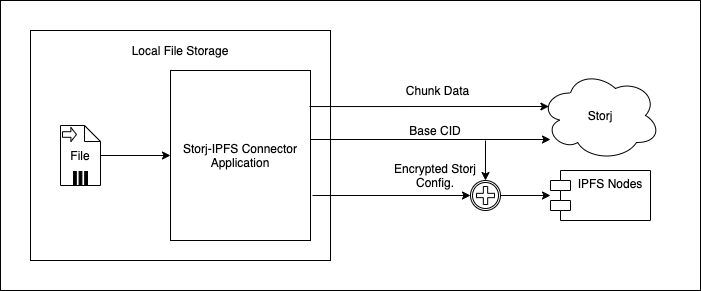 Local File Storage
File
Storj-IPFS Connector
Application
Chunk Data
Base CID
Encrypted Storj
Config.
Storj
IPFS Nodes